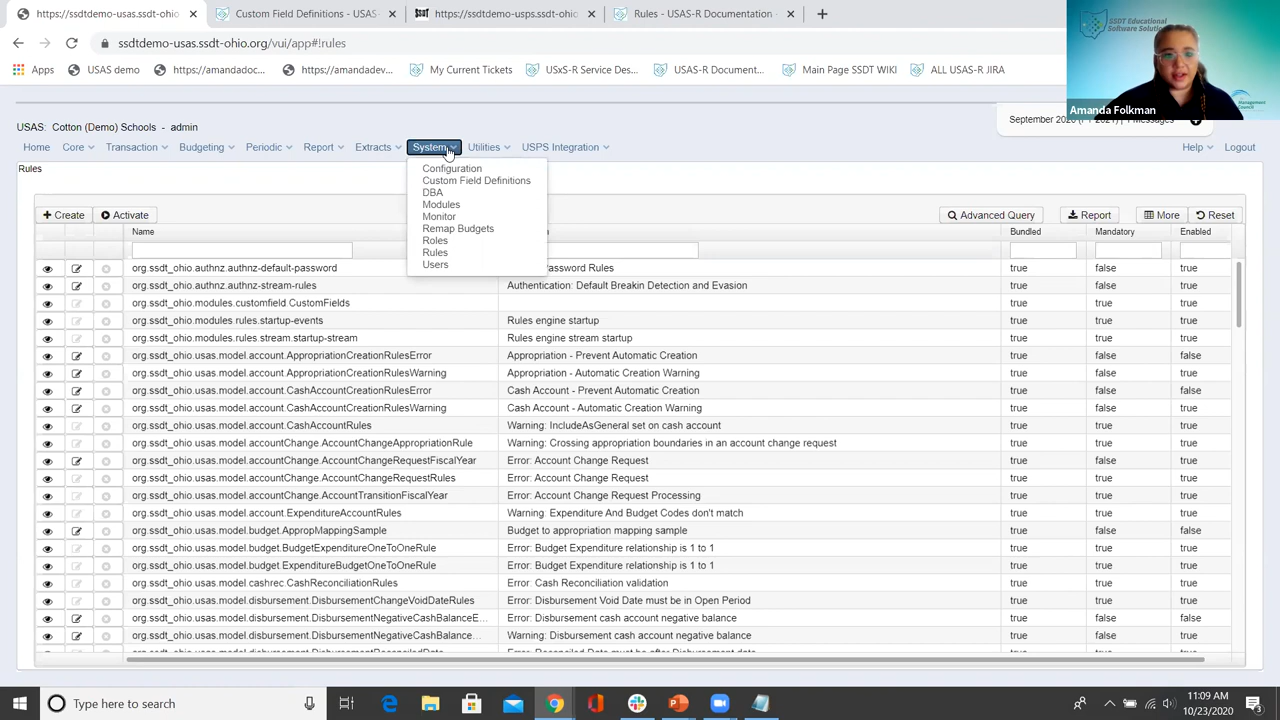 https://ssdtdemo-usas.ssdt-ohio.
Custom Field Definitions - USAS
https://ssdtdemo-usps.ssdt-ohio
Rules - USAS-R Documentation -
SSDT Educational
Software Solutions
ssdtdemo-usas.ssdt-ohio.org/vui/app#!rules
Apps
USAS demo
https://amandadoc...
https://amandadev...
My Current Tickets
USxS-R Service Des...
USAS-R Document...
Main Page SSDT WIKI
ALL USAS-R JIRA
Amanda Folkman
Management
Council
USAS: Cotton (Demo) Schools - admin
Home Core Transaction Budgeting Periodic Report Extracts System Utilities USPS Integration Help Logout
Rules
Configuration
Custom Field Definitions
DBA
Modules
Monitor
Remap Budgets
Roles
Rules
Users
Create Activate Advanced Query Report More Reset
Name Bundled Mandatory Enabled
org.ssdt_ohio.authnz.authnz-default-password Password Rules true false true
org.ssdt_ohio.authnz.authnz-stream-rules Authentication: Default Breakin Detection and Evasion true false true
org.ssdt_ohio.modules.customfield.CustomFields true true true
org.ssdt_ohio.modules.rules.startup-events Rules engine startup true true true
org.ssdt_ohio.modules.rules.stream.startup-stream Rules engine stream startup true true true
org.ssdt_ohio.usas.model.account.AppropriationCreationRulesError Appropriation - Prevent Automatic Creation true false false
org.ssdt_ohio.usas.model.account.AppropriationCreationRulesWarning Appropriation - Automatic Creation Warning true false true
org.ssdt_ohio.usas.model.account.CashAccountCreationRulesError Cash Account - Prevent Automatic Creation true false false
org.ssdt_ohio.usas.model.account.CashAccountCreationRulesWarning Cash Account - Automatic Creation Warning true false true
org.ssdt_ohio.usas.model.account.CashAccountRules Warning: IncludeAsGeneral set on cash account true true true
org.ssdt_ohio.usas.model.accountChange.AccountChangeAppropriationRule Warning: Crossing appropriation boundaries in an account change request true true true
org.ssdt_ohio.usas.model.accountChange.AccountChangeRequestFiscalYear Error: Account Change Request true false true
org.ssdt_ohio.usas.model.accountChange.AccountChangeRequestRules Error: Account Change Request true true true
org.ssdt_ohio.usas.model.accountChange.AccountTransitionFiscalYear Error: Account Change Request Processing true true true
org.ssdt_ohio.usas.model.account.ExpenditureAccountRules Warning: Expenditure And Budget Codes don't match true true true
org.ssdt_ohio.usas.model.budget.AppropMappingSample Budget to appropriation mapping sample true false false
org.ssdt_ohio.usas.model.budget.BudgetExpenditureOneToOneRule Error: Budget Expenditure relationship is 1 to 1 true true true
org.ssdt_ohio.usas.model.budget.ExpenditureBudgetOneToOneRule Error: Budget Expenditure relationship is 1 to 1 true true true
org.ssdt_ohio.usas.model.cashrec.CashReconciliationRules Error: Cash Reconciliation validation true true true
org.ssdt_ohio.usas.model.disbursement.DisbursementChangeVoidDateRules Error: Disbursement Void Date must be in Open Period true true true
org.ssdt_ohio.usas.model.disbursement.DisbursementNegativeCashBalanceE... Error: Disbursement cash account negative balance true false false
org.ssdt_ohio.usas.model.disbursement.DisbursementNegativeCashBalance... Warning: Disbursement cash account negative balance true true true
Type here to search
11:09 AM
10/23/2020